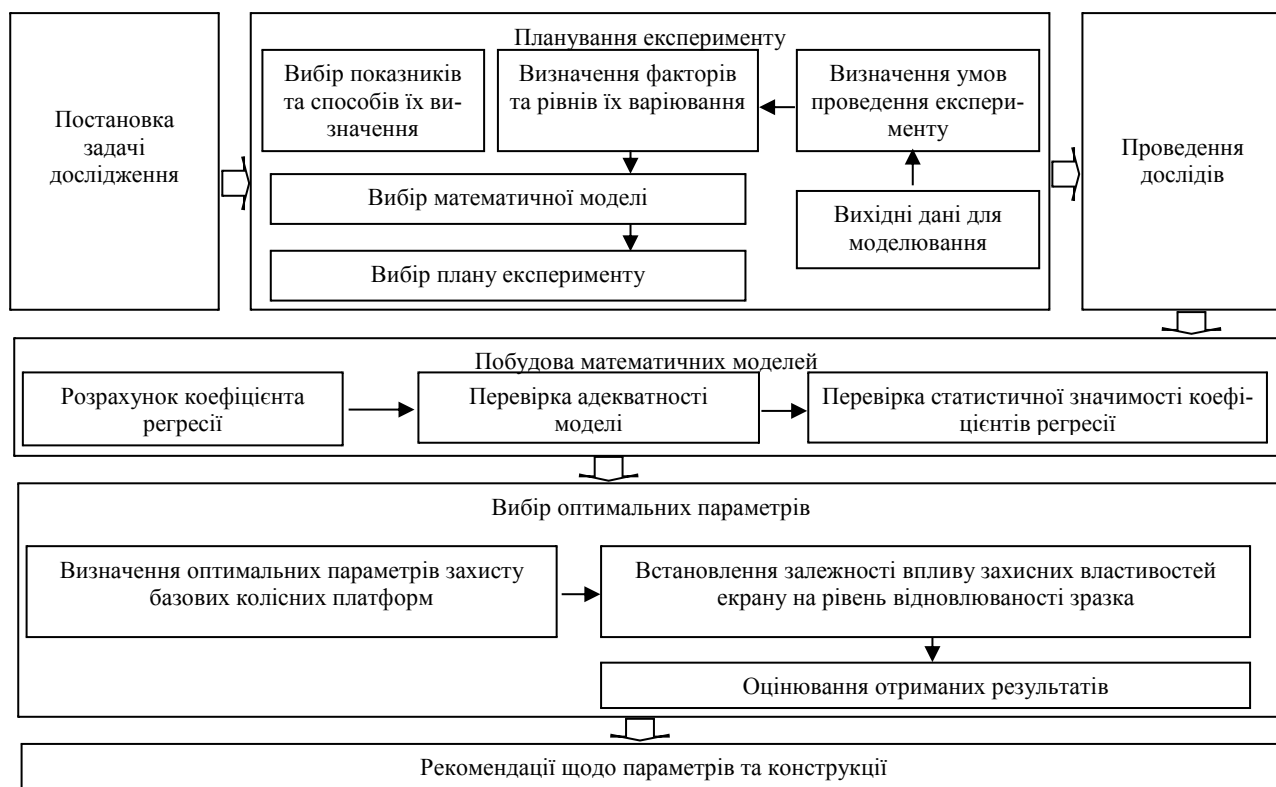 Постановка
задачі
дослідження
Планування експерименту
Вибір показників
та способів їх ви-
значення
Визначення факторів
та рівнів їх варіювання
Визначення умов
проведення експери-
менту
Вибір математичної моделі
Вихідні дані для
моделювання
Вибір плану експерименту
Проведення
дослідів
Побудова математичних моделей
Розрахунок коефіцієнта
регресії
Перевірка адекватності
моделі
Перевірка статистичної значимості коефі-
цієнтів регресії
Вибір оптимальних параметрів
Визначення оптимальних параметрів захисту
базових колісних платформ
Встановлення залежності впливу захисних властивостей
екрану на рівень відновлюваності зразка
Оцінювання отриманих результатів
Рекомендації щодо параметрів та конструкції